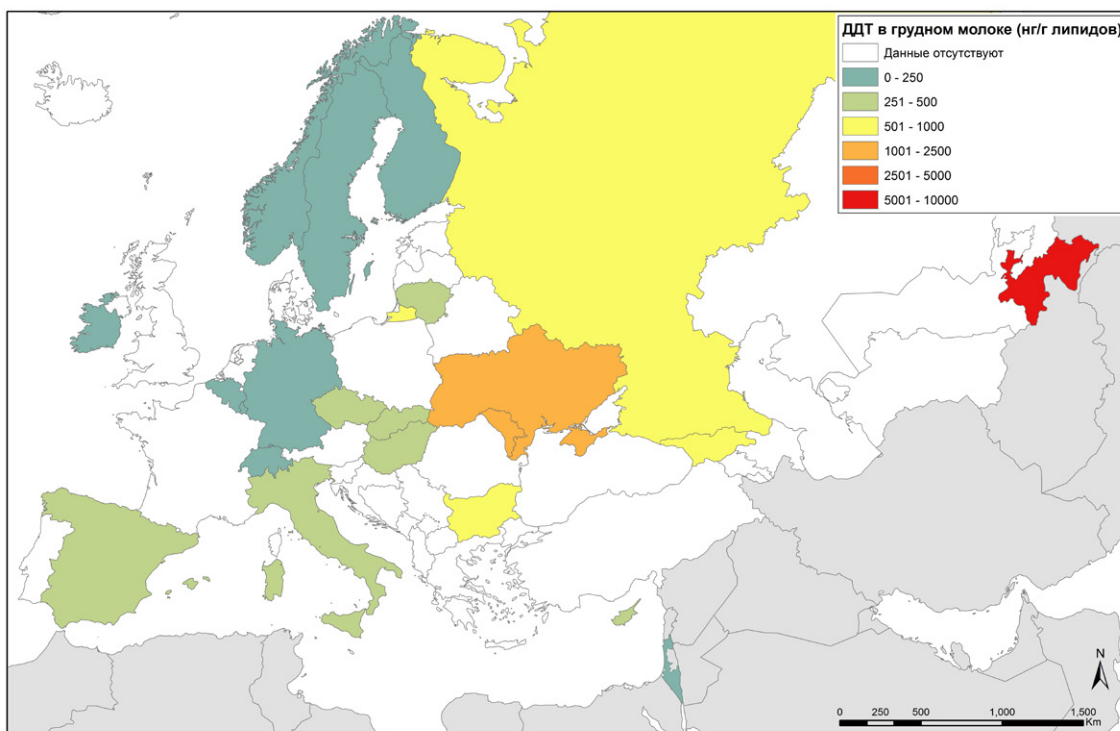 ДДТ в грудном молоке (нг/г липидов)
Данные отсутствуют
0 - 250
251 - 500
501 - 1000
1001 - 2500
2501 - 5000
5001 - 10000
N
0 250 500 1,000 1,500
Km